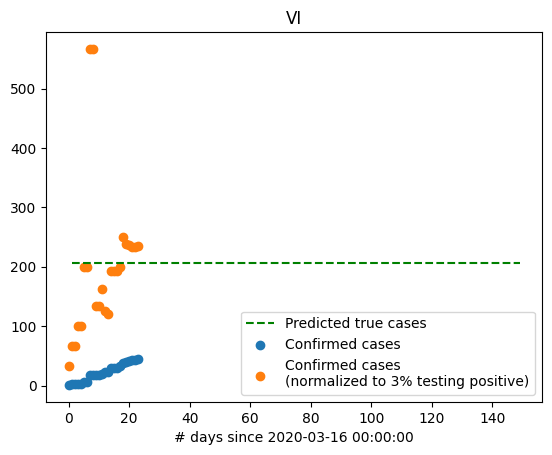 VI
500
400
300
200
100
0
Predicted true cases
Confirmed cases
Confirmed cases
(normalized to 3% testing positive)
0 20 40 60 80 100 120 140
# days since 2020-03-16 00:00:00